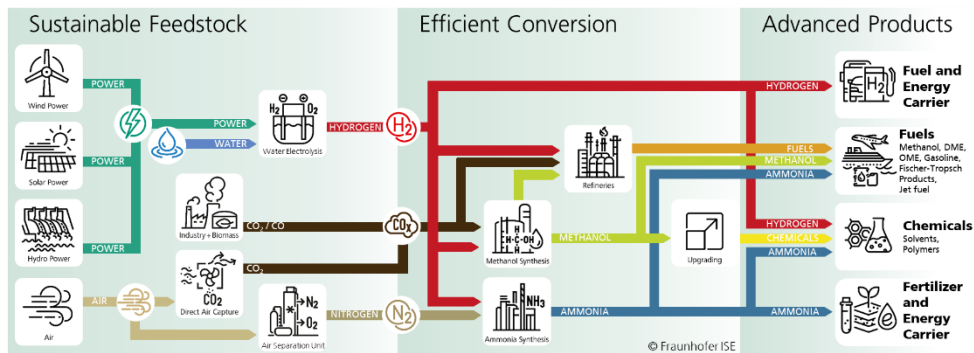 Sustainable Feedstock
Efficient Conversion
Advanced Products
Wind Power
POWER
Solar Power
POWER
Hydro Power
POWER
Air
AIR
POWER
WATER
H2 O2
Water Electrolysis
HYDROGEN
H2
Industry+Biomass
CO2 / CO
COx
CO2
Direct Air Capture
CO2
N2
O2
Air Separation Unit
NITROGEN
N2
Refineries
H
H-C-OH
H
Methanol Synthesis
METHANOL
Upgrading
NH3
Ammonia Synthesis
AMMONIA
© Fraunhofer ISE
HYDROGEN
H2
Fuel and
Energy
Carrier
FUELS
METHANOL
AMMONIA
Fuels
Methanol, DME,
OME, Gasoline,
Fischer-Tropsch
Products,
Jet fuel
HYDROGEN
CHEMICALS
AMMONIA
Chemicals
Solvents,
Polymers
AMMONIA
Fertilizer
and
Energy
Carrier